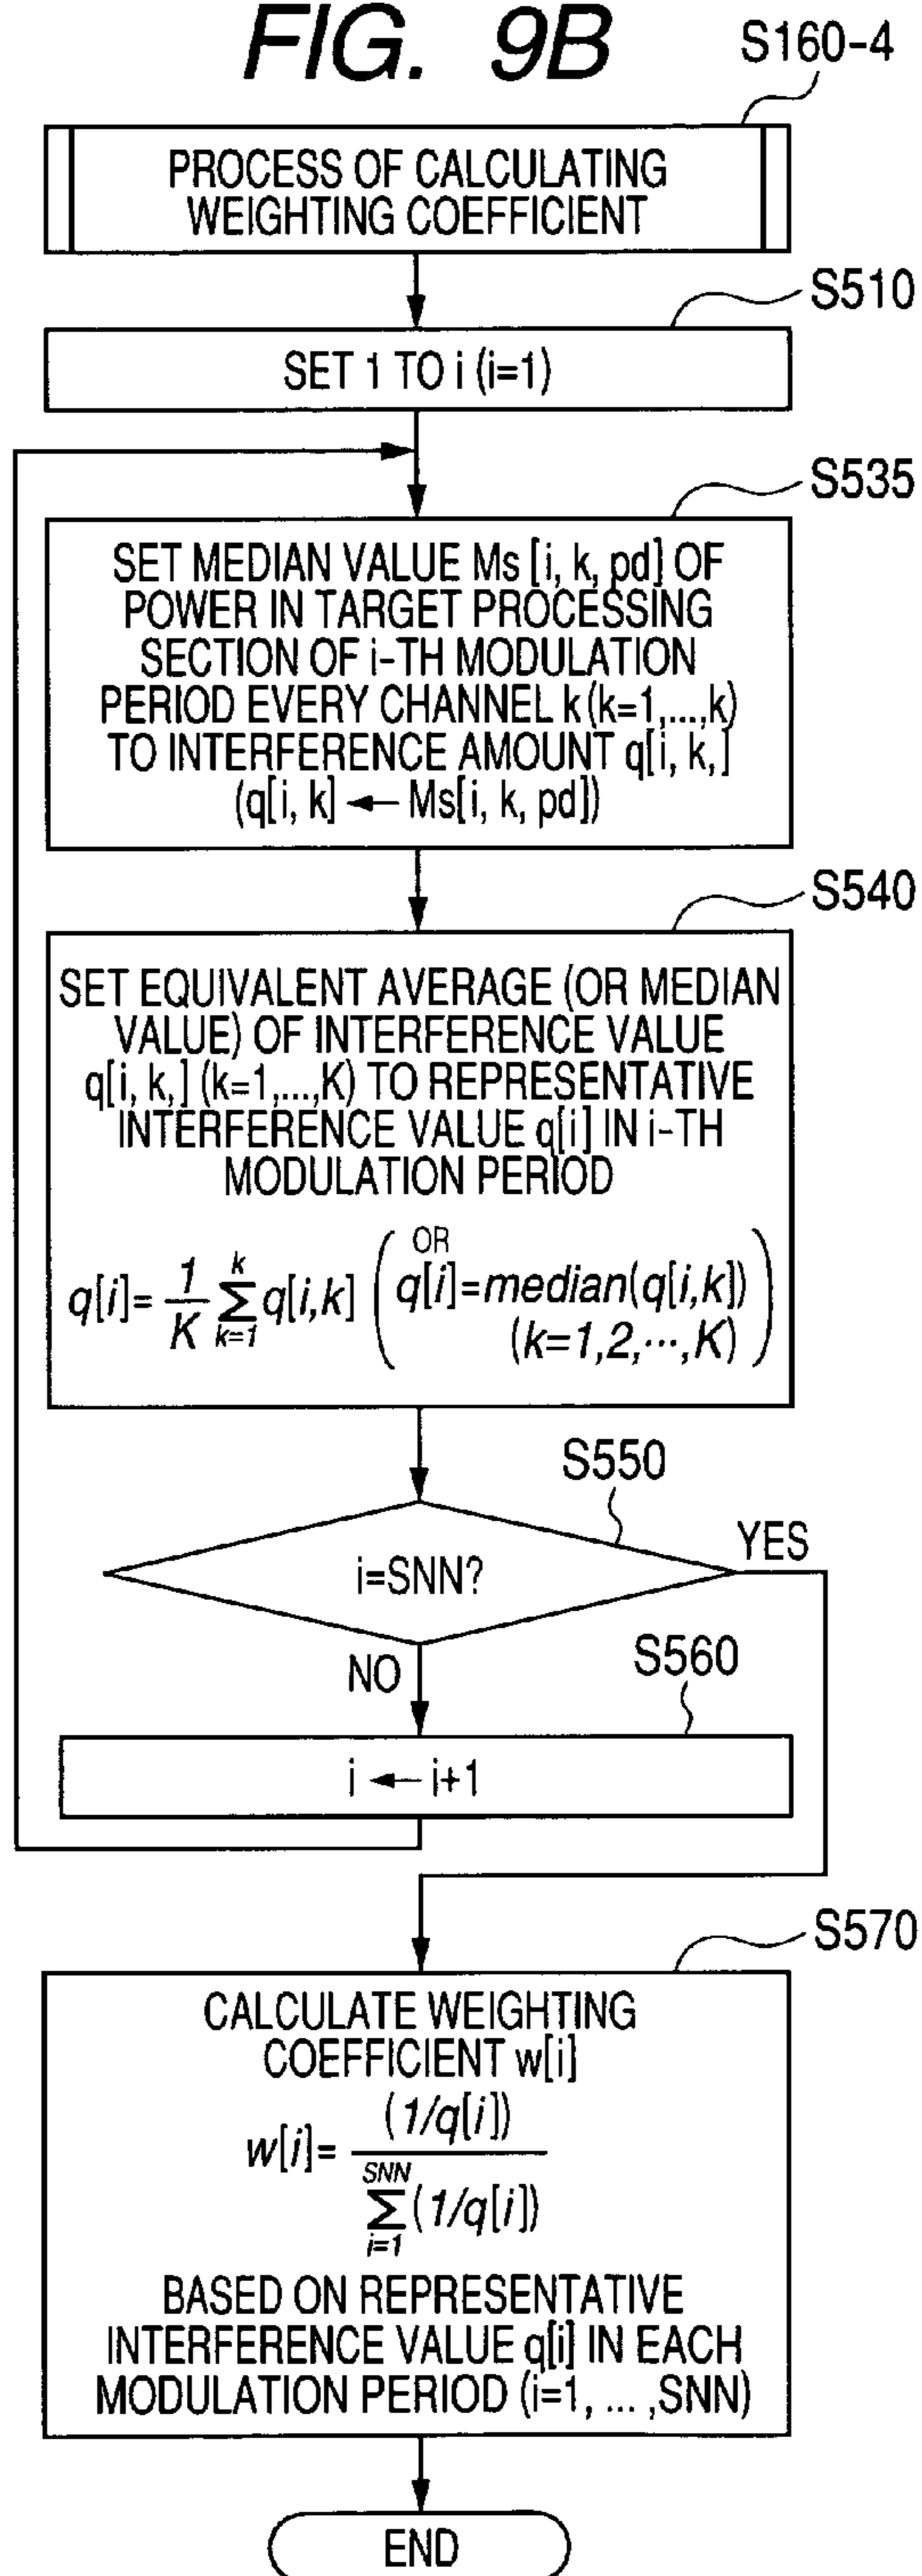 FIG. 9B
S160-4
PROCESS OF CALCULATING
WEIGHTING COEFFICIENT
S510
SET 1 TO i (i=1)
S535
SET MEDIAN VALUE Ms [i, k, pd] OF
POWER IN TARGET PROCESSING
SECTION OF i-TH MODULATION
PERIOD EVERY CHANNEL k (k=1,...,k)
TO INTERFERENCE AMOUNT q[i, k,]
(q[i, k] ← Ms[i, k, pd])
S540
SET EQUIVALENT AVERAGE (OR MEDIAN
VALUE) OF INTERFERENCE VALUE
q[i, k,] (k=1,...,K) TO REPRESENTATIVE
INTERFERENCE VALUE q[i] IN i-TH
MODULATION PERIOD
q[i]= 1/K k∑k=1 q[i,k] ( OR q[i]=median(q[i,k])
(k=1,2,···,K) )
S550
i=SNN?
YES
NO
S560
i ← i+1
S570
CALCULATE WEIGHTING
COEFFICIENT w[i]
w[i]= (1/q[i])
SNN∑i=1 (1/q[i])
BASED ON REPRESENTATIVE
INTERFERENCE VALUE q[i] IN EACH
MODULATION PERIOD (i=1, ... ,SNN)
END